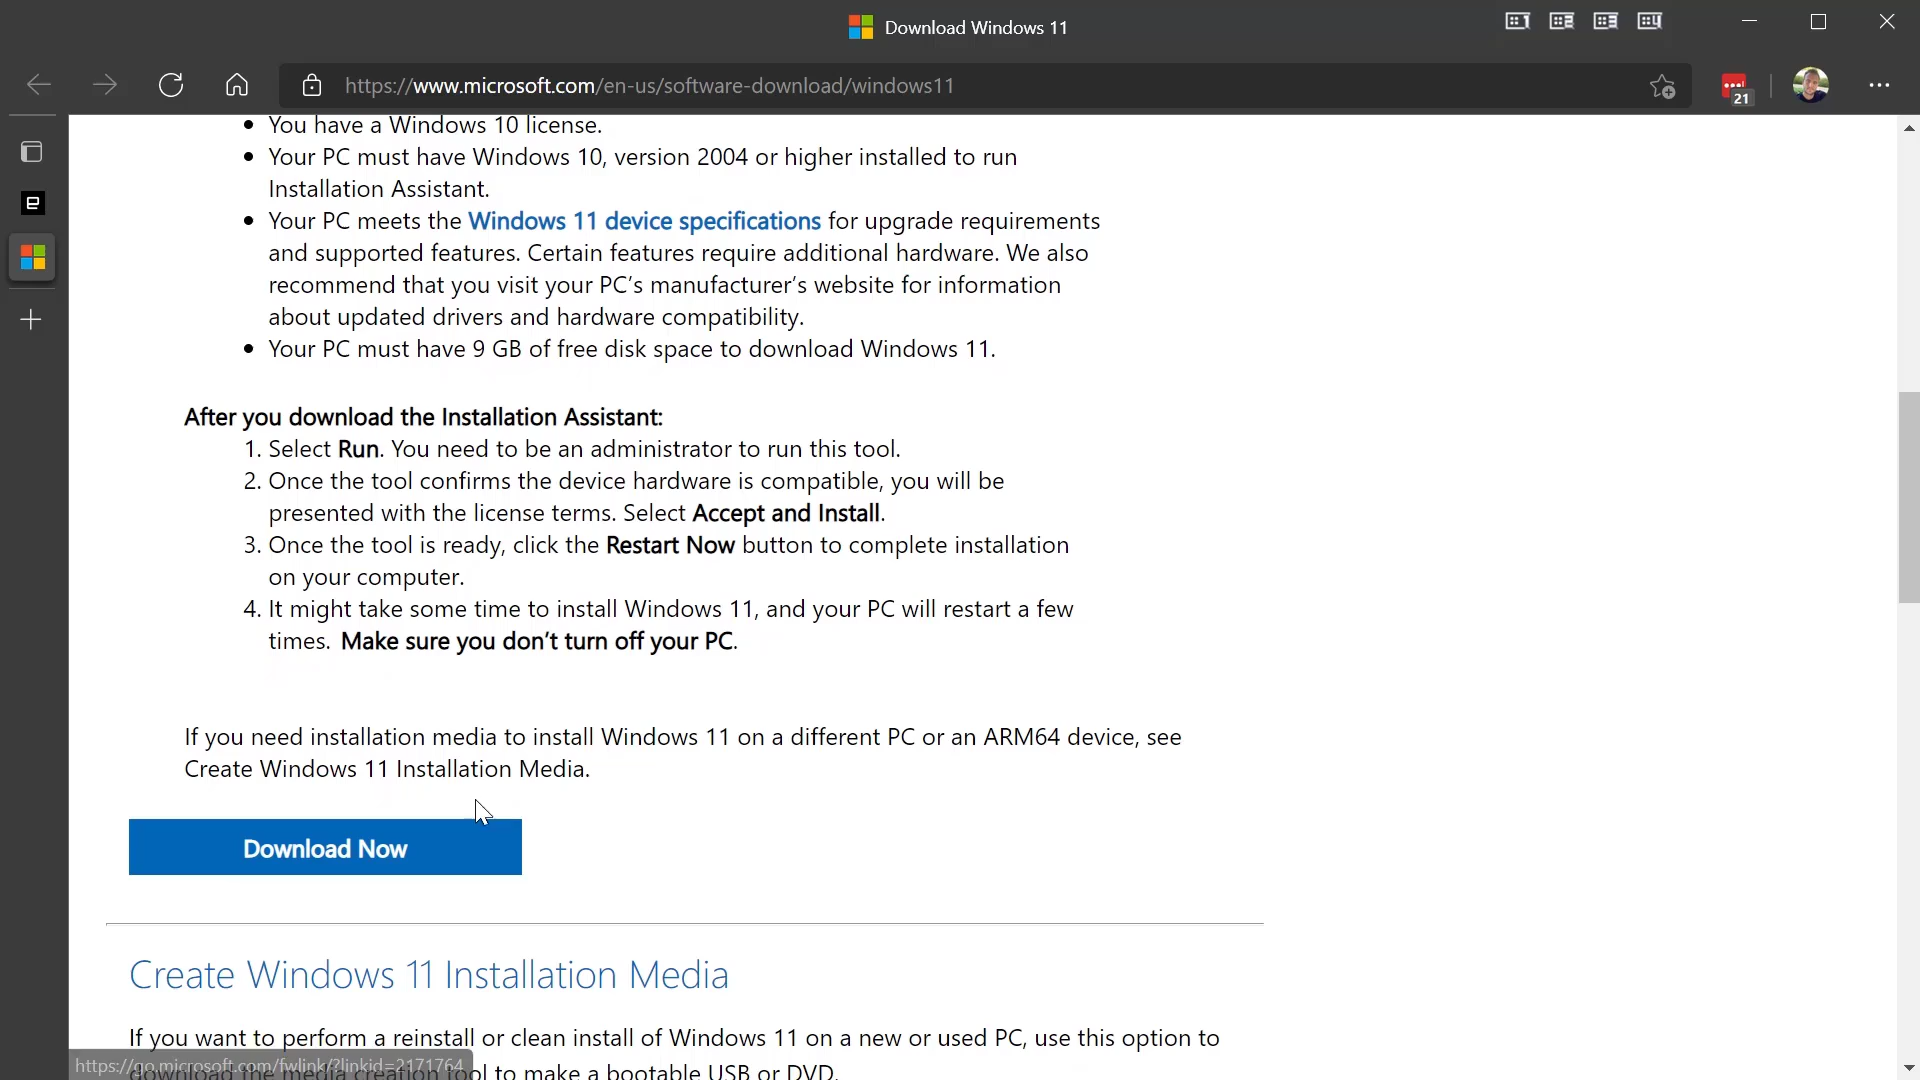 Download Windows 11
https://www.microsoft.com/en-us/software-download/windows11
21
• You have a Windows 10 license.
• Your PC must have Windows 10, version 2004 or higher installed to run
Installation Assistant.
• Your PC meets the Windows 11 device specifications for upgrade requirements
and supported features. Certain features require additional hardware. We also
recommend that you visit your PC’s manufacturer’s website for information
about updated drivers and hardware compatibility.
• Your PC must have 9 GB of free disk space to download Windows 11.
After you download the Installation Assistant:
1. Select Run. You need to be an administrator to run this tool.
2. Once the tool confirms the device hardware is compatible, you will be
presented with the license terms. Select Accept and Install.
3. Once the tool is ready, click the Restart Now button to complete installation
on your computer.
4. It might take some time to install Windows 11, and your PC will restart a few
times. Make sure you don’t turn off your PC.
If you need installation media to install Windows 11 on a different PC or an ARM64 device, see
Create Windows 11 Installation Media.
Download Now
Create Windows 11 Installation Media
If you want to perform a reinstall or clean install of Windows 11 on a new or used PC, use this option to
download the media creation tool to make a bootable USB or DVD.
https://go.microsoft.com/fwlink/?linkid=2171764